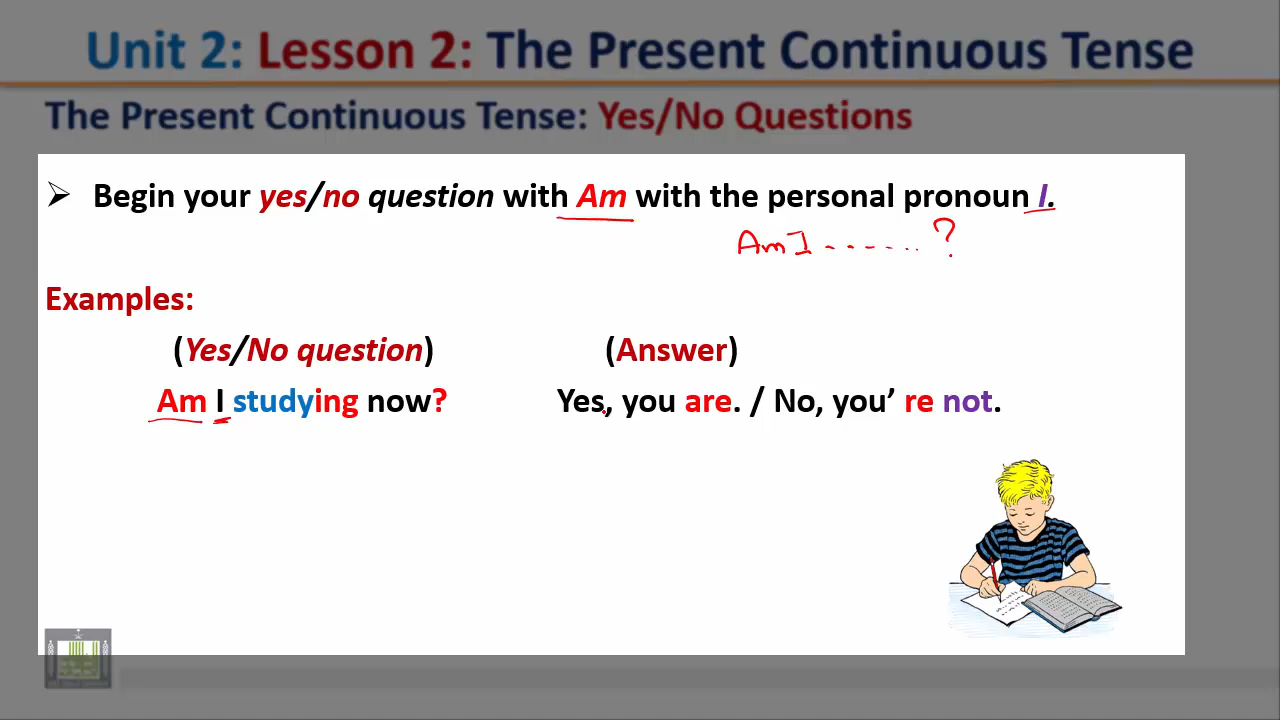 Unit 2: Lesson 2: The Present Continuous Tense
The Present Continuous Tense: Yes/No Questions
➢ Begin your yes/no question with Am with the personal pronoun I.
Am I ....... ?
Examples:
(Yes/No question) (Answer)
Am I studying now? Yes, you are. / No, you’ re not.